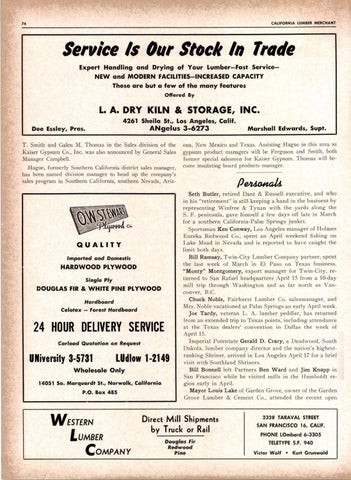 74
CALIFORNIA LUMBER MERCHANT
Service Is Our Stock In Trade
Expert Handling and Drying of Your Lumber—Fast Service—
NEW and MODERN FACILITIES—INCREASED CAPACITY
These are but a few of the many features
Offered By
L. A. DRY KILN & STORAGE, INC.
4261 Sheila St., Los Angeles, Calif.
Dee Essley, Pres.
ANgelus 3-6273
Marshall Edwards, Supt.
T. Smith and Galen M. Thomas in the Sales division of the
Kaiser Gypsum Co., Inc. was also announced by General Sales
Manager Campbell.
Hague, formerly Southern California district sales manager,
has been named division manager to head up the company's
sales program in Southern California, southern Nevada, Ariz-
ona, New Mexico and Texas. Assisting Hague in this area as
gypsum product managers will be Ferguson and Smith, both
former special salesmen for Kaiser Gypsum. Thomas will be-
come insulating board products manager.
O.W. STEWART
Plywood Co.
QUALITY
Imported and Domestic
HARDWOOD PLYWOOD
Single Ply
DOUGLAS FIR & WHITE PINE PLYWOOD
Hardboard
Celotex — Forest Hardboard
24 HOUR DELIVERY SERVICE
Carload Quotation on Request
UNiversity 3-5731 LUdlow 1-2149
Wholesale Only
14051 So. Marquardt St., Norwalk, California
P.O. Box 485
Personals
Seth Butler, retired Dant & Russell executive, and who
in his "retirement" is still keeping a hand in the business by
representing Winfree & Tynan with the yards along the
S. F. peninsula, gave himself a few days off late in March
for a southern California-Palm Springs junket.
Sportsman Ken Conway, Los Angeles manager of Holmes
Eureka Redwood Co., spent an April weekend fishing on
Lake Mead in Nevada and is reported to have caught the
limit both days.
Bill Ramsay, Twin-City Lumber Company partner, spent
the last week of March in El Paso on Texas business.
"Monty" Montgomery, export manager for Twin-City, re-
turned to San Rafael headquarters April 15 from a 10-day
mill trip through Washington and as far north as Van-
couver, B.C.
Chuck Noble, Fairhurst Lumber Co. salesmanager, and
Mrs. Noble vacationed at Palm Springs an early April week.
Joe Tardy, veteran L. A. lumber peddler, has returned
from an extended trip to Texas points, including attendance
at the Texas dealers' convention in Dallas the week of
April 15.
Imperial Potentate Gerald D. Crary, a Deadwood, South
Dakota, lumber company director and the nation's highest-
ranking Shriner, arrived in Los Angeles April 17 for a brief
visit with Southland Shriners.
Bill Bonnell left Partners Ben Ward and Jim Knapp in
San Francisco while he visited mills in the Humboldt re-
gion early in April.
Mayor Louis Lake of Garden Grove, owner of the Garden
Grove Lumber & Cement Co., attended the recent open
WESTERN
LUMBER
COMPANY
Direct Mill Shipments
by Truck or Rail
Douglas Fir
Redwood
Pine
2328 TARAVAL STREET
SAN FRANCISCO 16, CALIF.
PHONE LOmbard 6-3305
TELETYPE S.F. 940
Victor Wolf • Kurt Grunwald